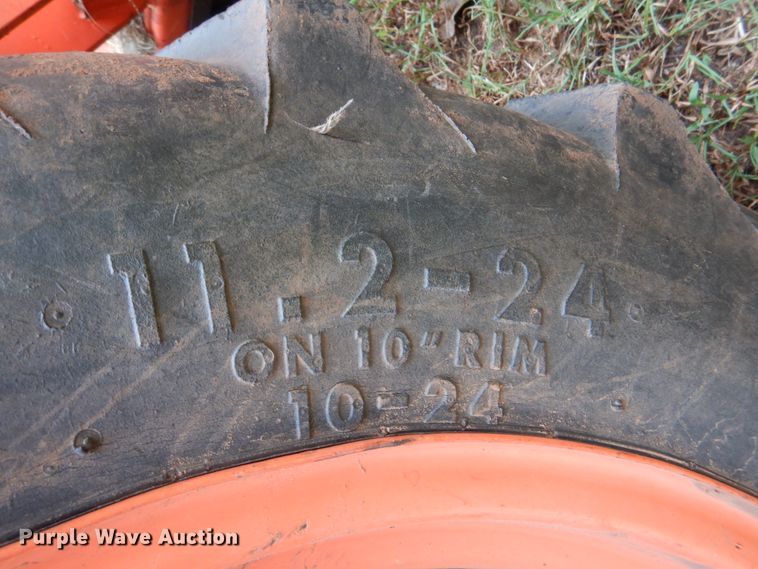 11.2-24
ON 10" RIM
10-24
Purple Wave Auction